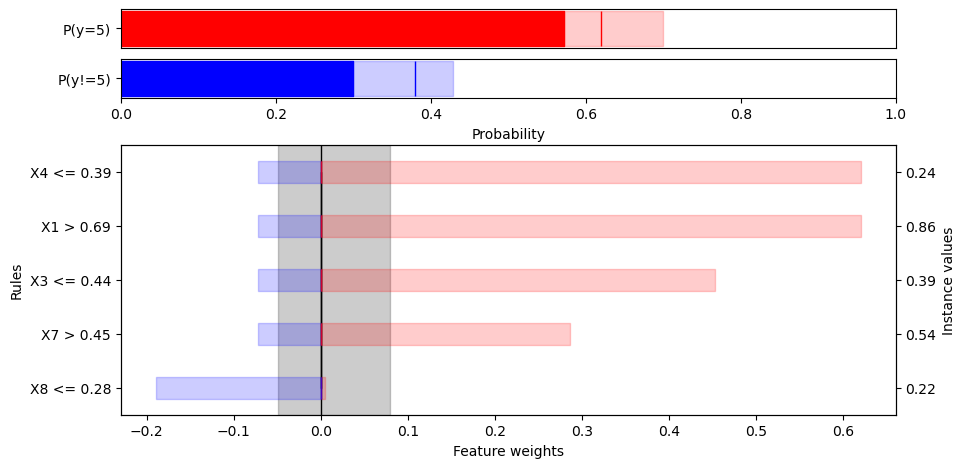 P(y=5)
P(y!=5)
0.0 0.2 0.4 0.6 0.8 1.0
Probability
X4 <= 0.39 0.24
X1 > 0.69 0.86
X3 <= 0.44 0.39
X7 > 0.45 0.54
X8 <= 0.28 0.22
Rules
Instance values
−0.2 −0.1 0.0 0.1 0.2 0.3 0.4 0.5 0.6
Feature weights